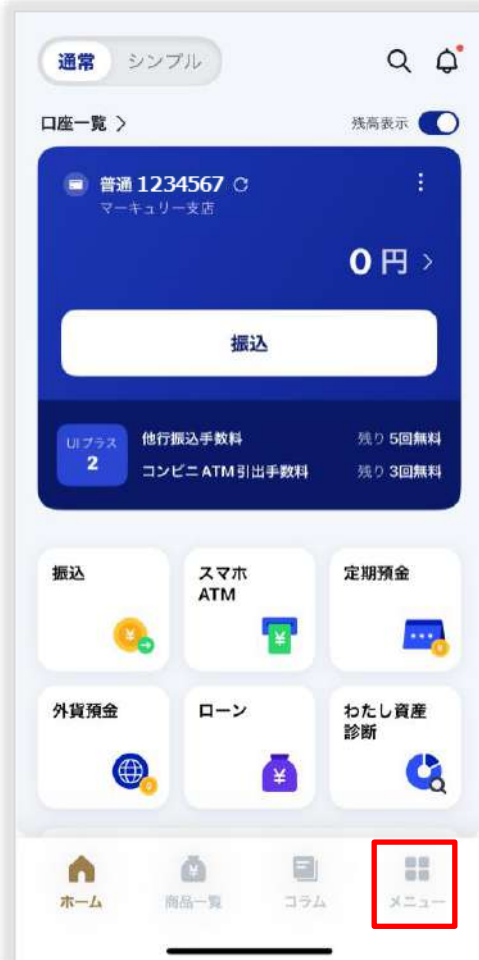 通常 シンプル
口座一覧 >
残高表示
普通 1234567
マーキュリー支店
0 円 >
振込
UIプラス
2
他行振込手数料 残り 5回無料
コンビニATM引出手数料 残り 3回無料
振込
スマホ
ATM
定期預金
外貨預金
ローン
わたし資産
診断
ホーム
商品一覧
コラム
メニュー